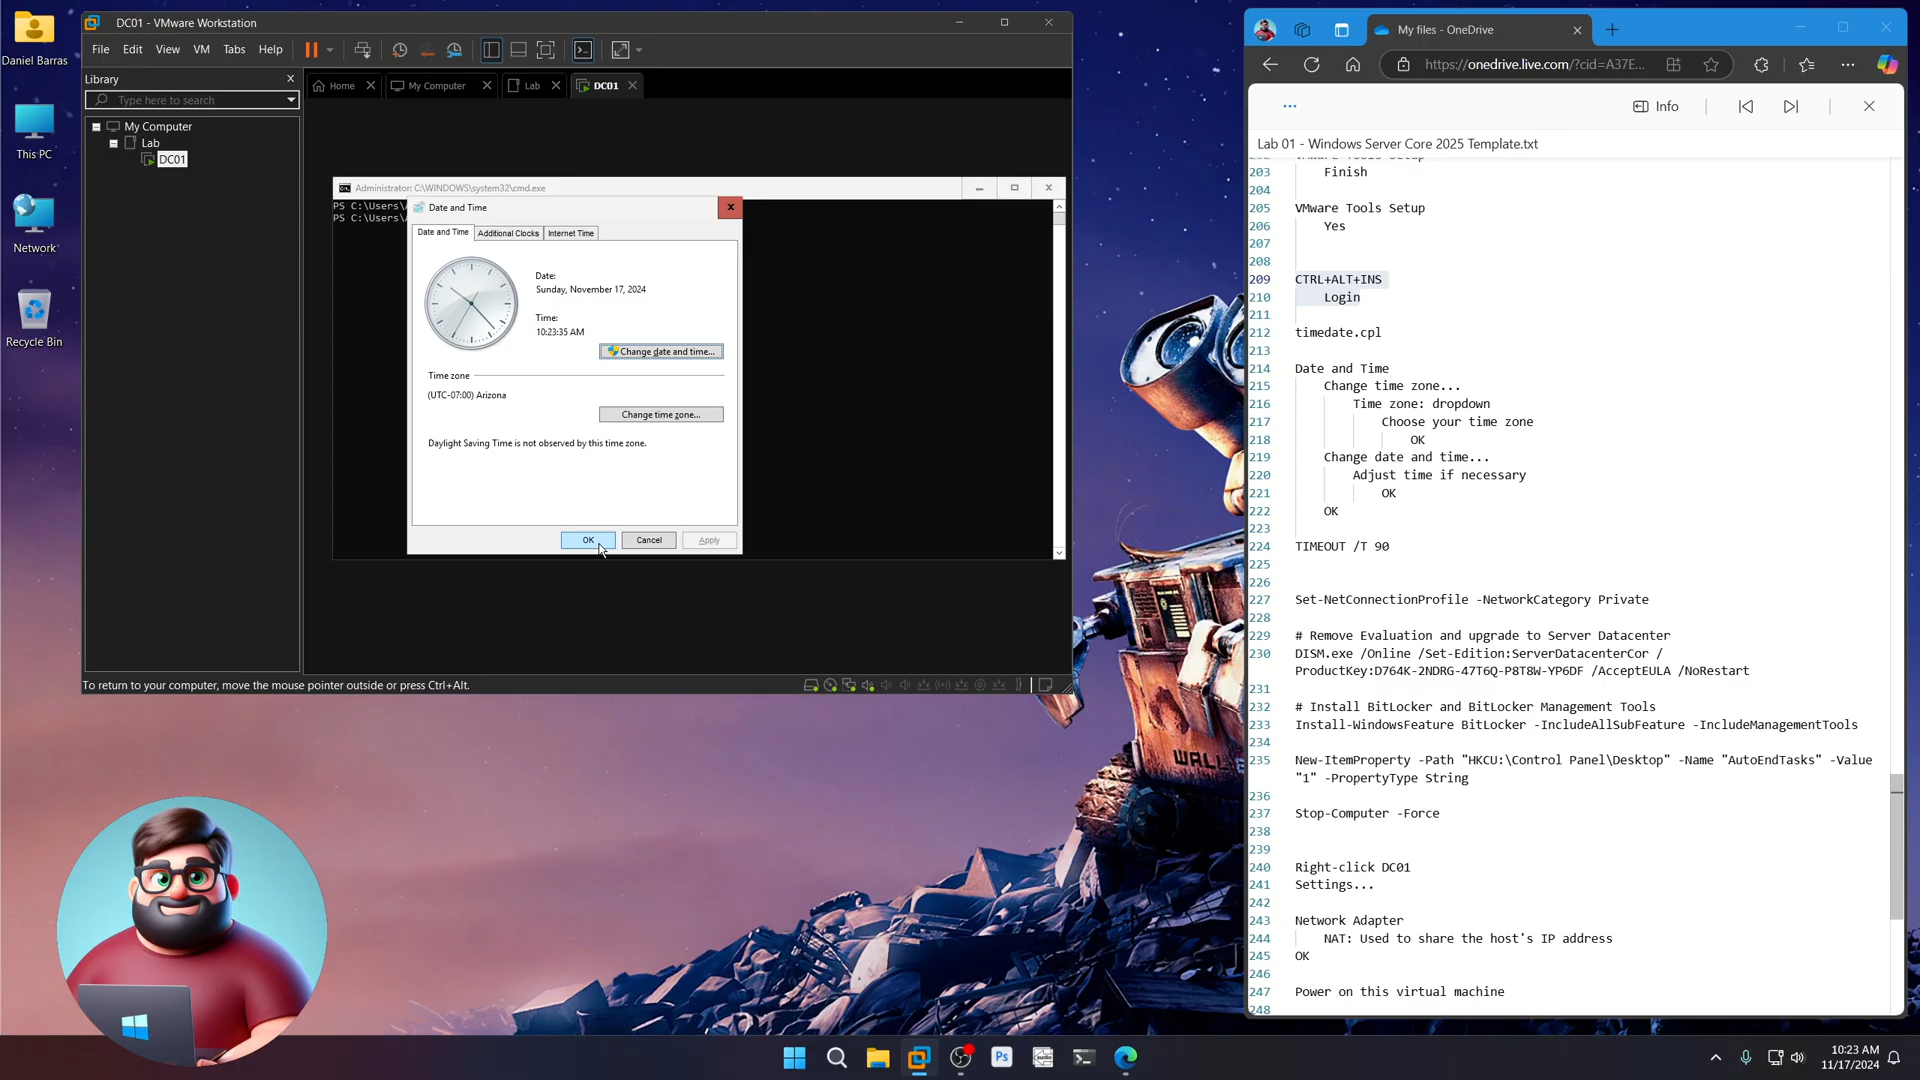 Daniel Barras
This PC
Network
Recycle Bin
DC01 - VMware Workstation
File Edit View VM Tabs Help
Library
Type here to search
My Computer
Lab
DC01
Home
My Computer
Lab
DC01
Administrator: C:\WINDOWS\system32\cmd.exe
PS C:\Users\
PS C:\Users\
Date and Time
Date and Time
Additional Clocks
Internet Time
Date:
Sunday, November 17, 2024
Time:
10:23:35 AM
Change date and time...
Time zone
(UTC-07:00) Arizona
Change time zone...
Daylight Saving Time is not observed by this time zone.
OK
Cancel
Apply
To return to your computer, move the mouse pointer outside or press Ctrl+Alt.
My files - OneDrive
https://onedrive.live.com/?cid=A37E...
Info
Lab 01 - Windows Server Core 2025 Template.txt
202 VMware Tools Setup
203 Finish
204
205 VMware Tools Setup
206 Yes
207
208
209 CTRL+ALT+INS
210 Login
211
212 timedate.cpl
213
214 Date and Time
215 Change time zone...
216 Time zone: dropdown
217 Choose your time zone
218 OK
219 Change date and time...
220 Adjust time if necessary
221 OK
222 OK
223
224 TIMEOUT /T 90
225
226
227 Set-NetConnectionProfile -NetworkCategory Private
228
229 # Remove Evaluation and upgrade to Server Datacenter
230 DISM.exe /Online /Set-Edition:ServerDatacenterCor /
ProductKey:D764K-2NDRG-47T6Q-P8T8W-YP6DF /AcceptEULA /NoRestart
231
232 # Install BitLocker and BitLocker Management Tools
233 Install-WindowsFeature BitLocker -IncludeAllSubFeature -IncludeManagementTools
234
235 New-ItemProperty -Path "HKCU:\Control Panel\Desktop" -Name "AutoEndTasks" -Value
"1" -PropertyType String
236
237 Stop-Computer -Force
238
239
240 Right-click DC01
241 Settings...
242
243 Network Adapter
244 NAT: Used to share the host's IP address
245 OK
246
247 Power on this virtual machine
248
WALL
Ps
10:23 AM
11/17/2024